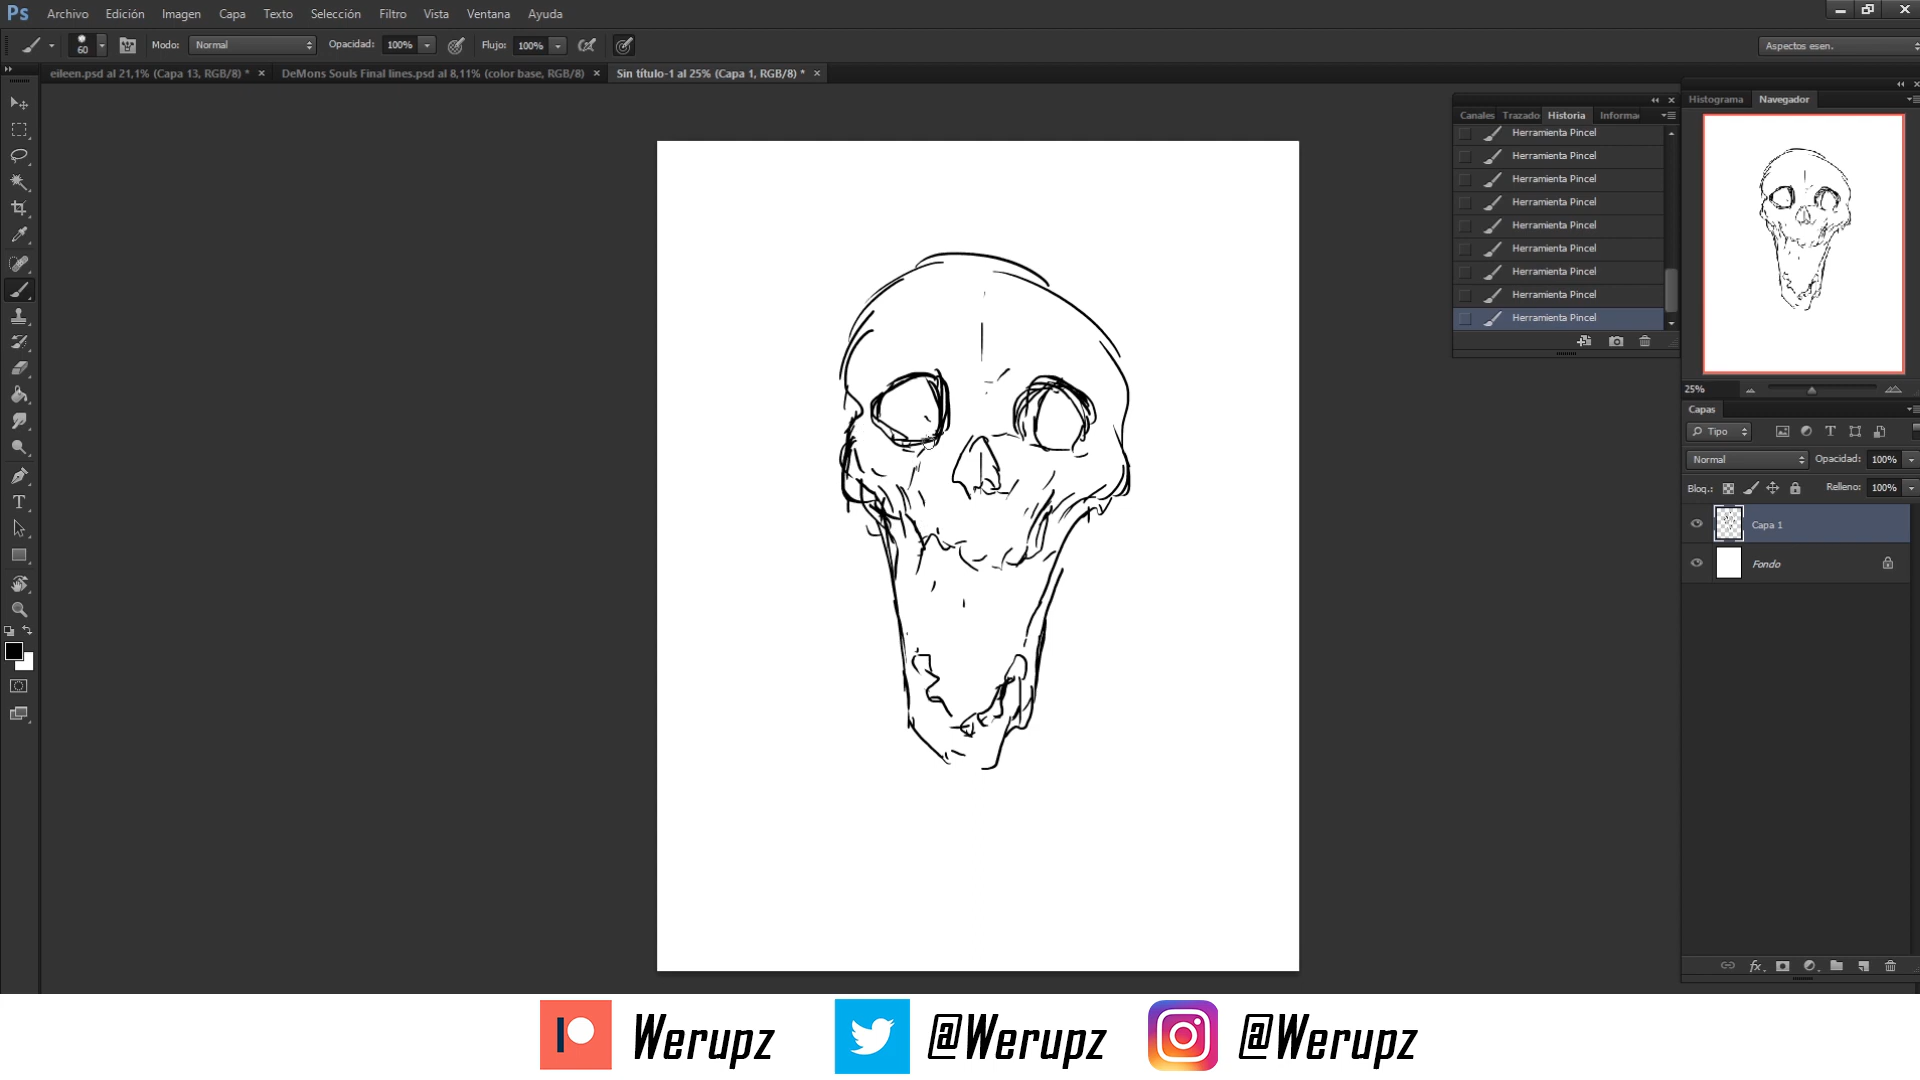 Ps Archivo Edición Imagen Capa Texto Selección Filtro Vista Ventana Ayuda
60 Modo: Normal Opacidad: 100% Flujo: 100% Aspectos esen.
eileen.psd al 21,1% (Capa 13, RGB/8) * × DeMons Souls Final lines.psd al 8,11% (color base, RGB/8) × Sin título-1 al 25% (Capa 1, RGB/8) * ×
Histograma Navegador
Canales Trazado Historia Informa
Herramienta Pincel
Herramienta Pincel
Herramienta Pincel
Herramienta Pincel
Herramienta Pincel
Herramienta Pincel
Herramienta Pincel
Herramienta Pincel
Herramienta Pincel
25%
Capas
Tipo
Normal Opacidad: 100%
Bloq.: Relleno: 100%
Capa 1
Fondo
fx
Werupz @Werupz @Werupz